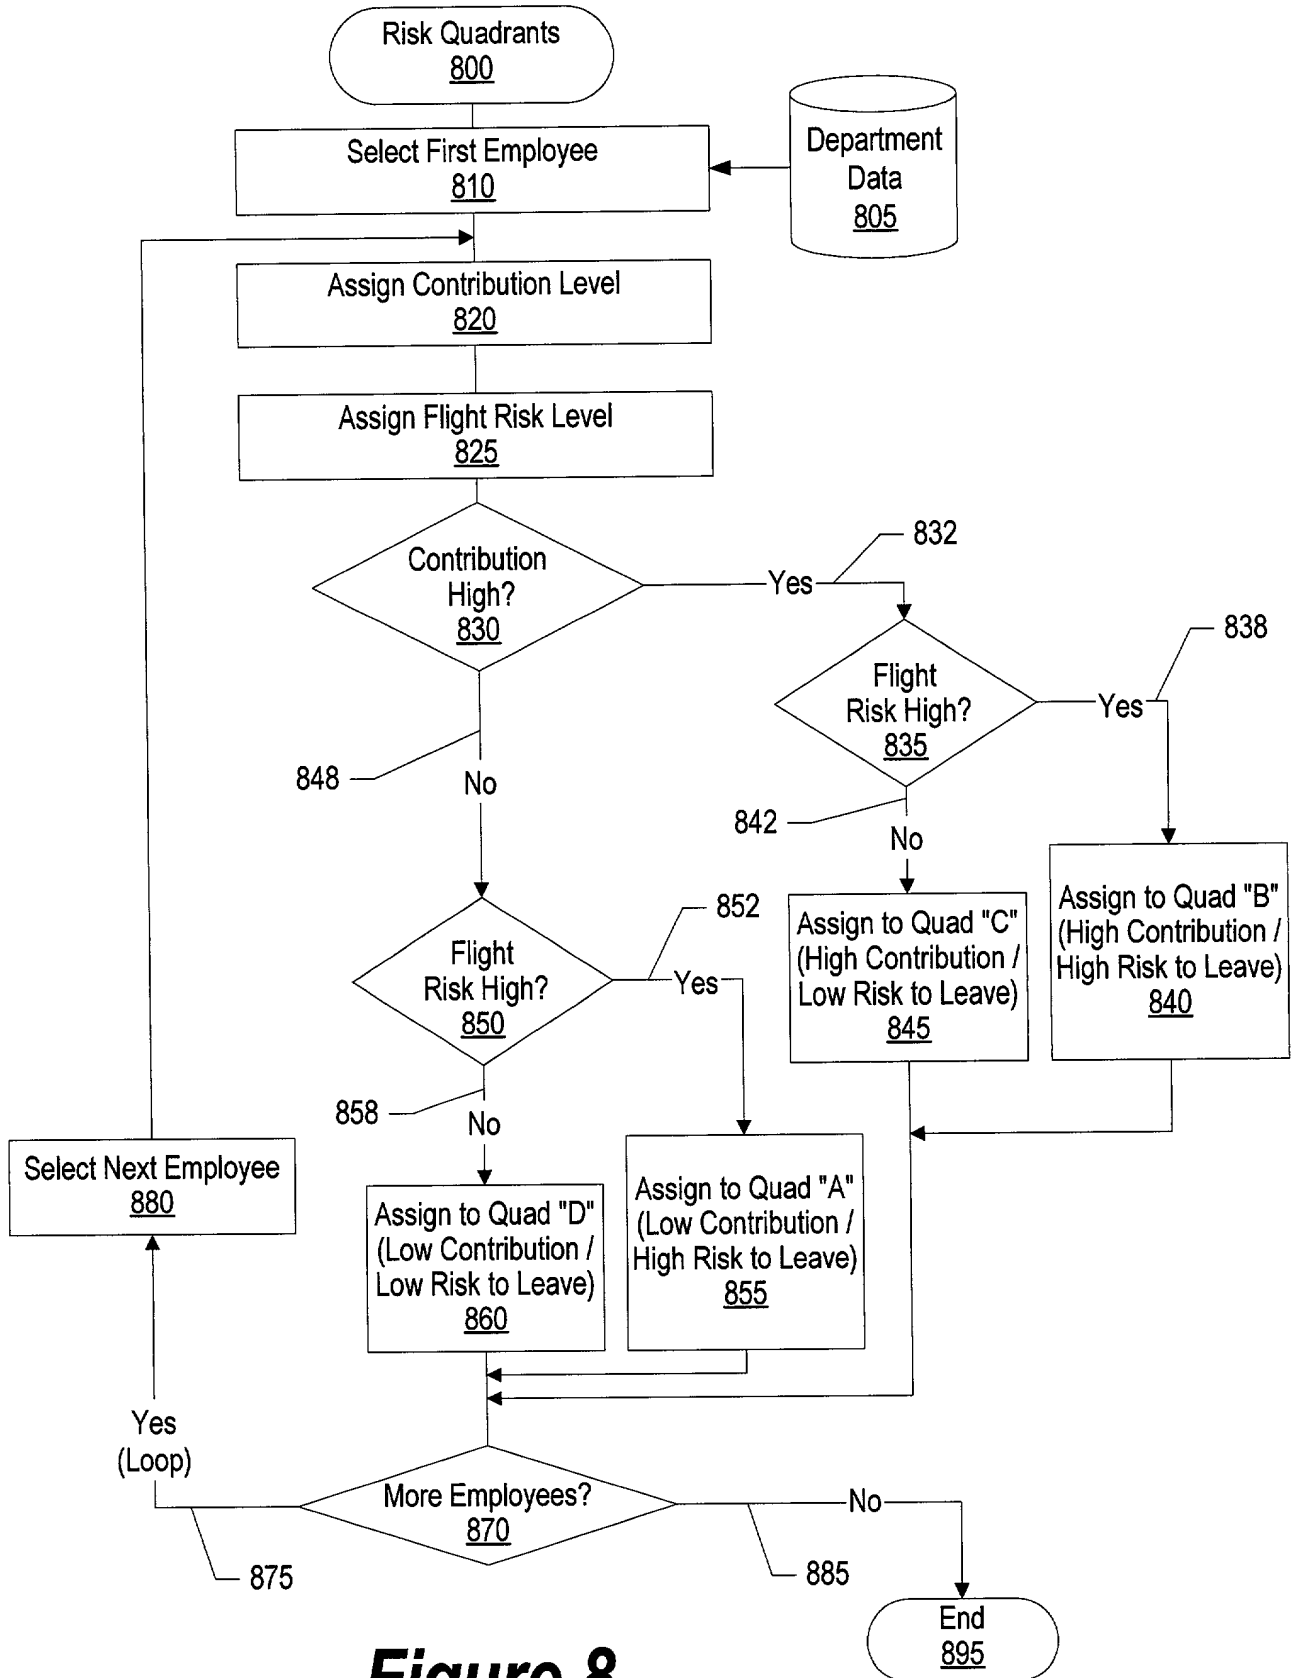 Risk Quadrants
800
Department
Data
805
Select First Employee
810
Assign Contribution Level
820
Assign Flight Risk Level
825
Contribution
High?
830
Yes
832
Flight
Risk High?
835
Yes
838
848
No
842
No
Assign to Quad "C"
(High Contribution /
Low Risk to Leave)
845
Assign to Quad "B"
(High Contribution /
High Risk to Leave)
840
Flight
Risk High?
850
852
Yes
858
No
Select Next Employee
880
Assign to Quad "D"
(Low Contribution /
Low Risk to Leave)
860
Assign to Quad "A"
(Low Contribution /
High Risk to Leave)
855
Yes
(Loop)
More Employees?
870
No
875
885
End
895
Figure 8